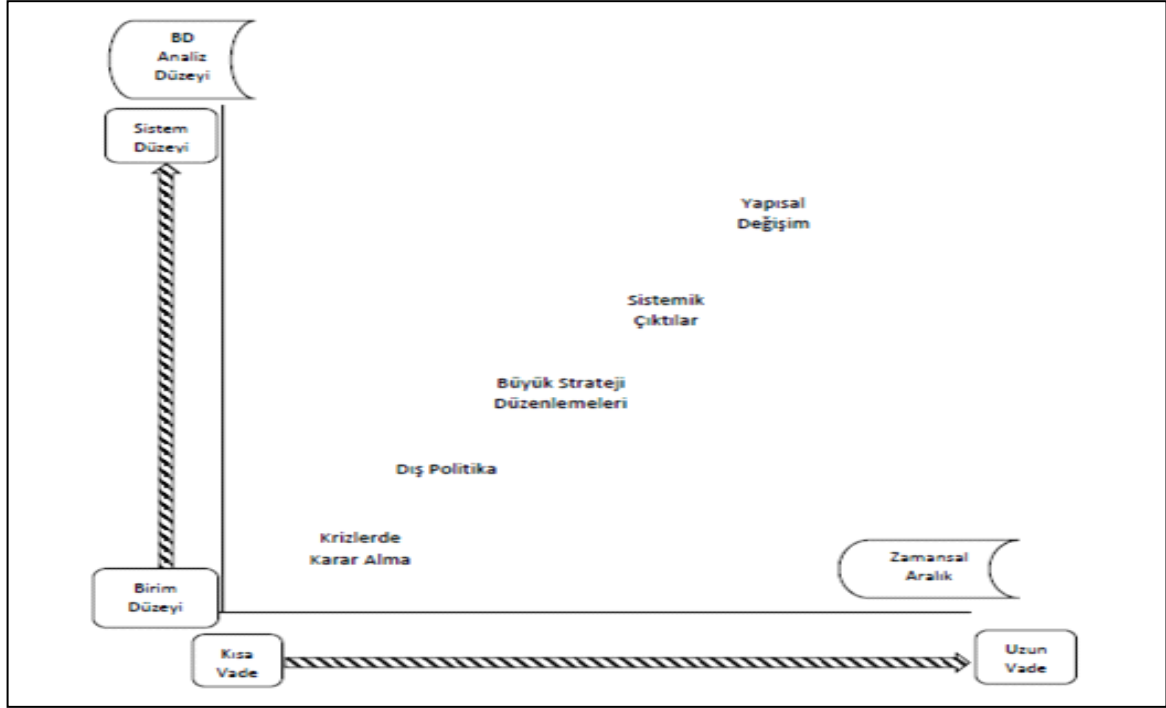 BD
Analiz
Düzeyi
Sistem
Düzeyi
Yapısal
Değişim
Sistemik
Çıktılar
Büyük Strateji
Düzenlemeleri
Dış Politika
Krizlerde
Karar Alma
Zamansal
Aralık
Birim
Düzeyi
Kısa
Vade
Uzun
Vade